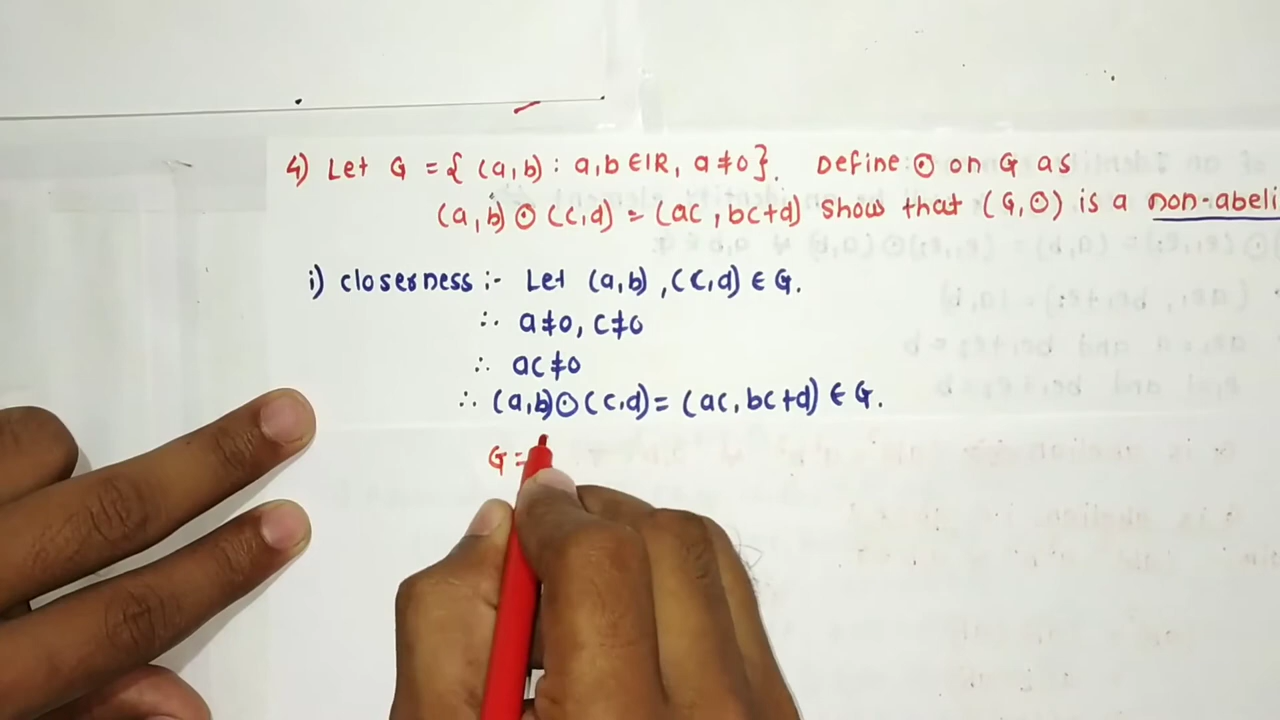 4) Let G = { (a,b) : a,b ∈ IR, a ≠ 0 }. Define ⊙ on G as
(a,b) ⊙ (c,d) = (ac, bc+d) show that (G,⊙) is a non-abeli
i) closerness :- Let (a,b), (c,d) ∈ G.
∴ a ≠ 0, c ≠ 0
∴ ac ≠ 0
∴ (a,b) ⊙ (c,d) = (ac, bc+d) ∈ G.
G =